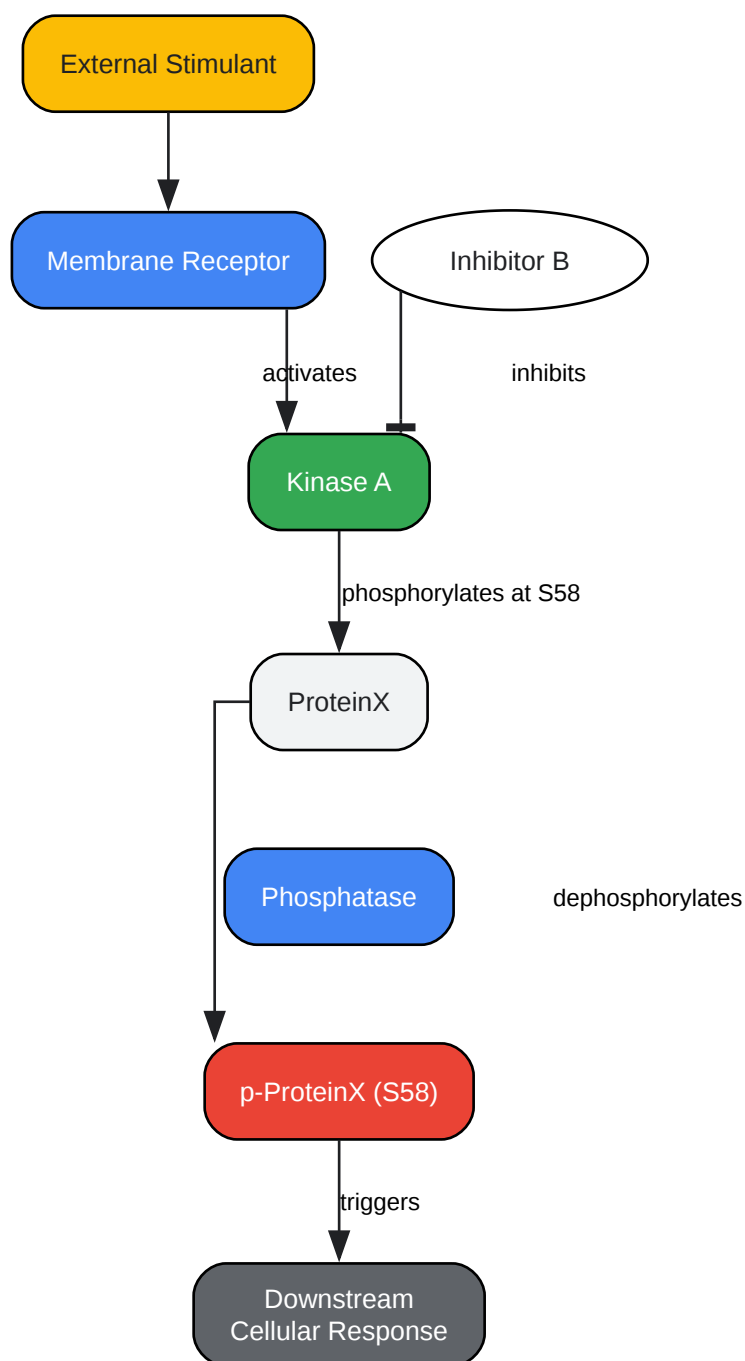 External Stimulant
Membrane Receptor
Inhibitor B
activates
inhibits
Kinase A
phosphorylates at S58
ProteinX
Phosphatase
dephosphorylates
p-ProteinX (S58)
triggers
Downstream
Cellular Response